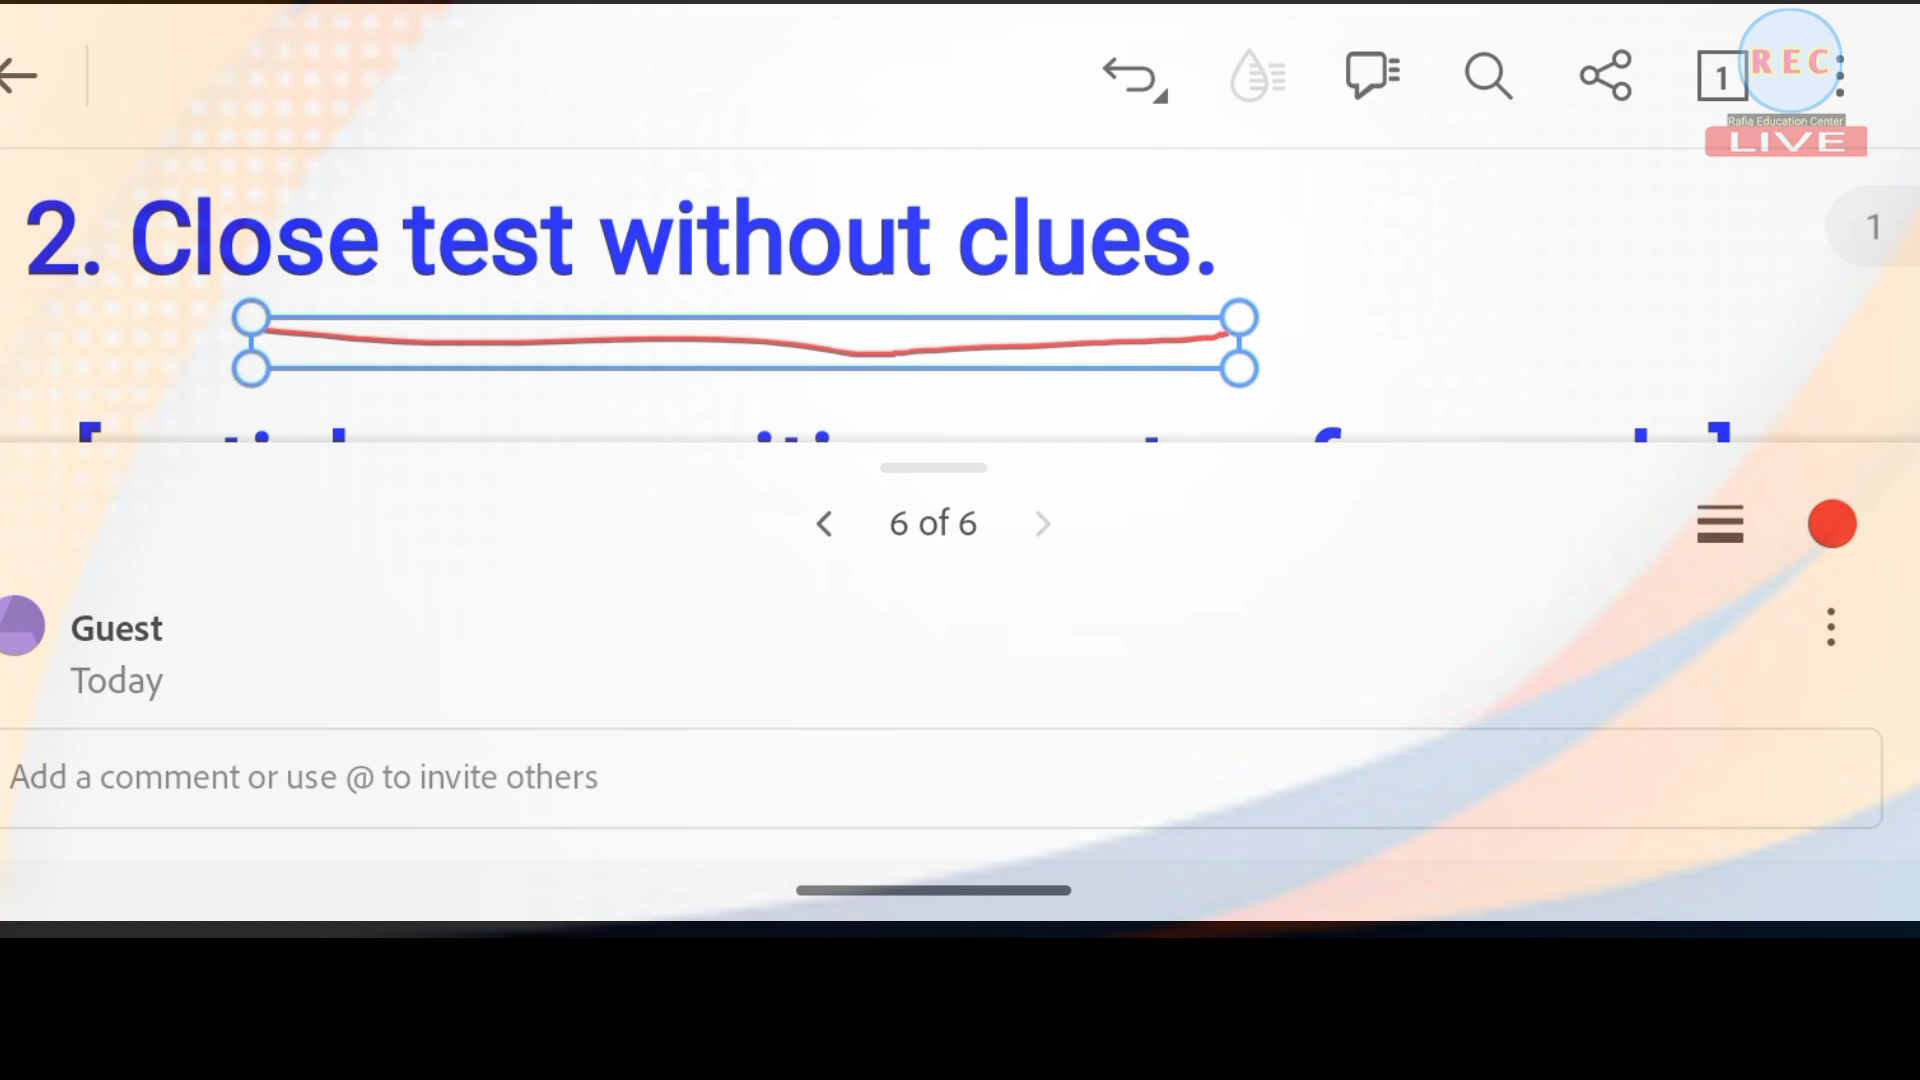 REC
1
Rafia Education Center
LIVE
2. Close test without clues.
1
6 of 6
Guest
Today
Add a comment or use @ to invite others